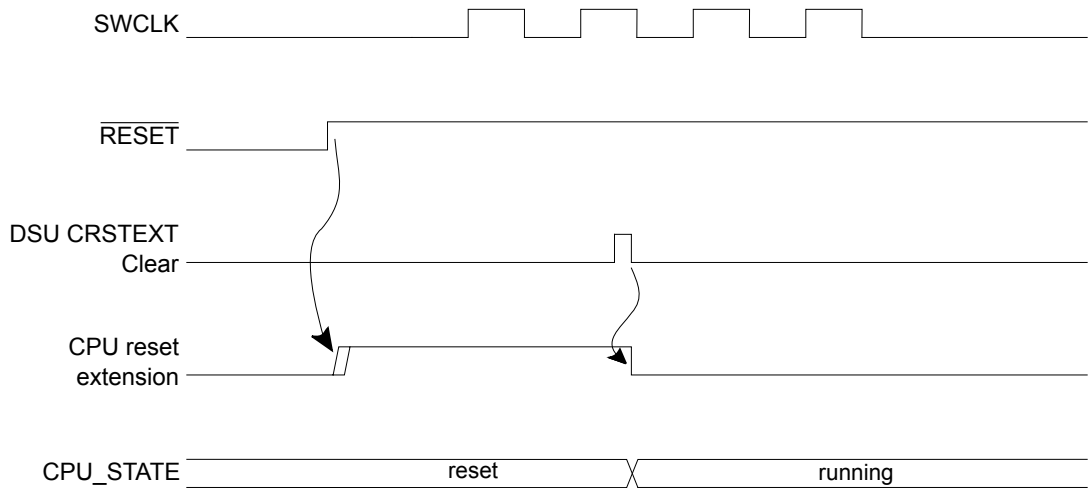 SWCLK
RESET
DSU CRSTEXT
Clear
CPU reset
extension
CPU_STATE
reset
running